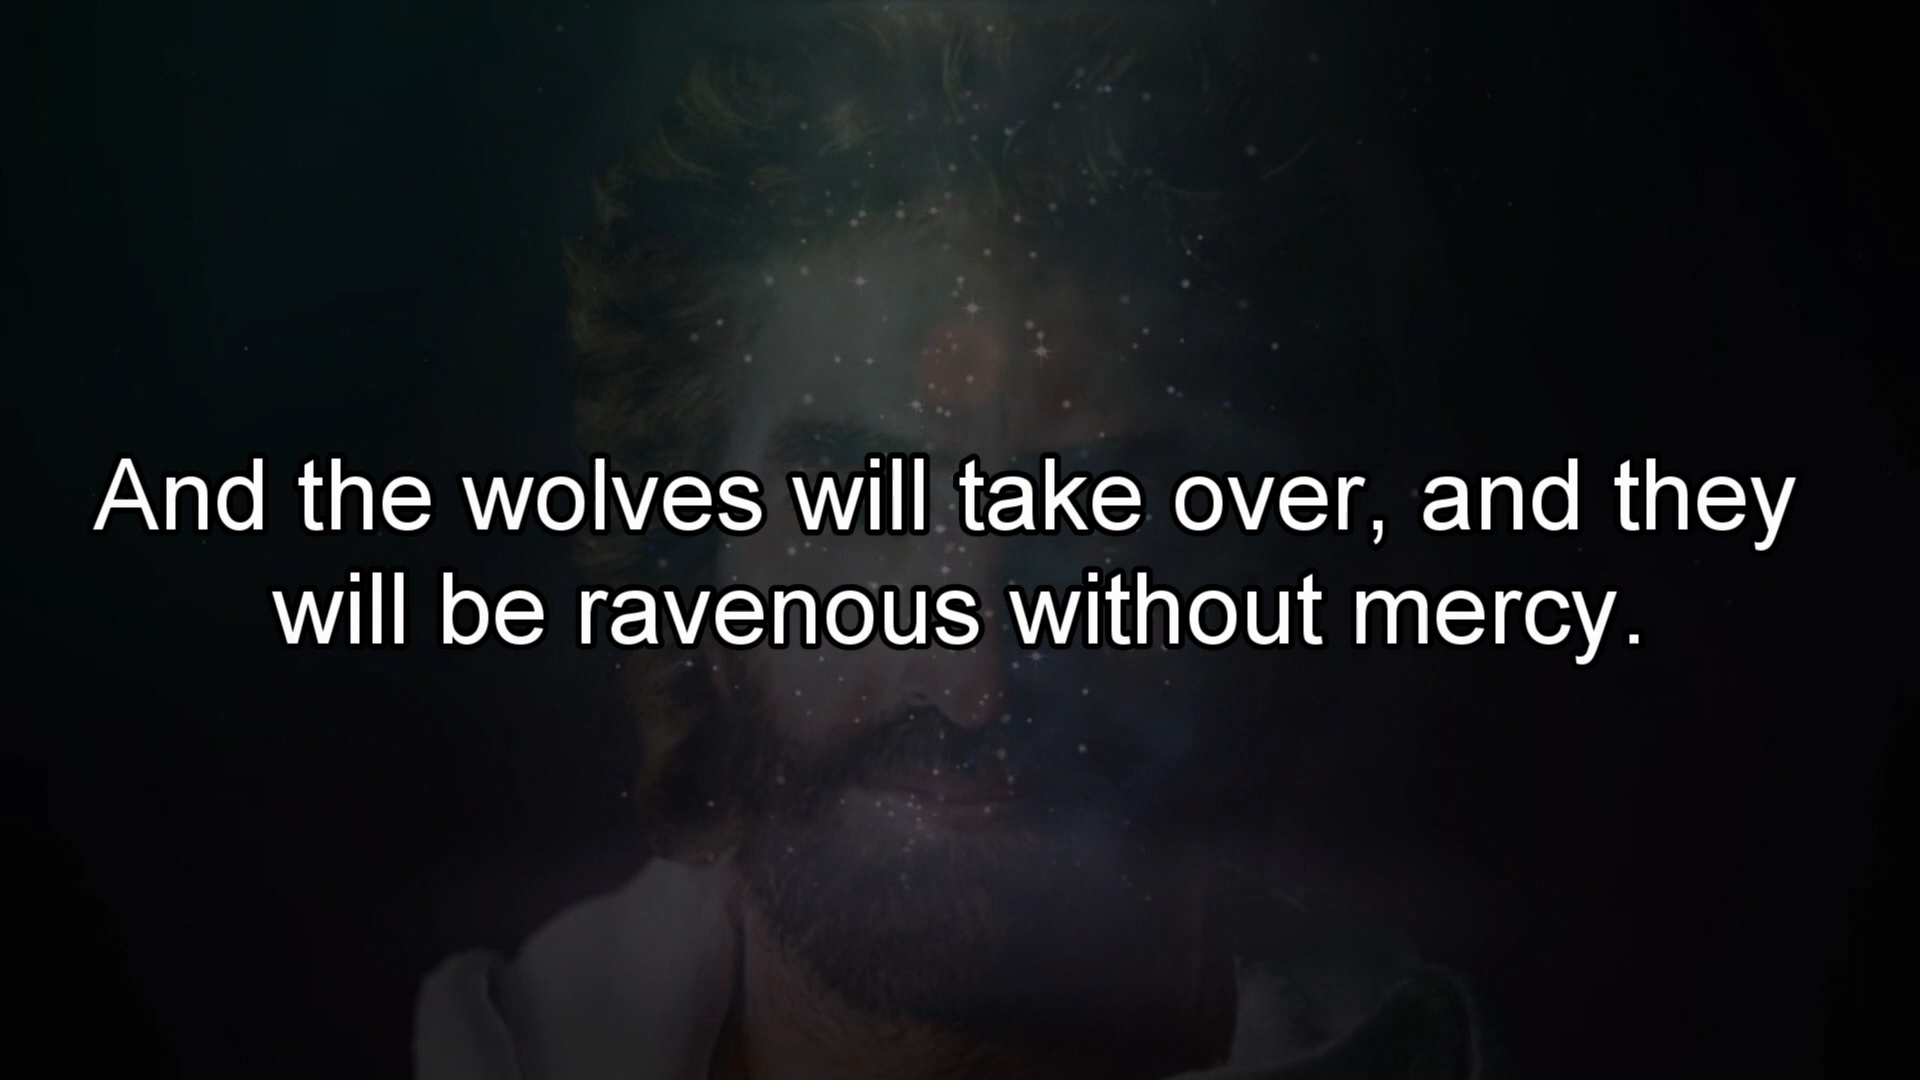 And the wolves will take over, and they
will be ravenous without mercy.